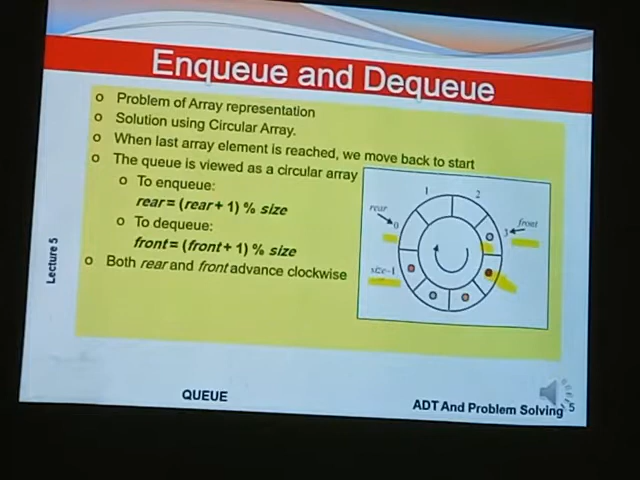 Enqueue and Dequeue
o Problem of Array representation
o Solution using Circular Array.
o When last array element is reached, we move back to start
o The queue is viewed as a circular array
o To enqueue:
rear = (rear + 1) % size
o To dequeue:
front = (front + 1) % size
o Both rear and front advance clockwise
1
2
rear
0
front
3
size-1
Lecture 5
QUEUE
ADT And Problem Solving 5